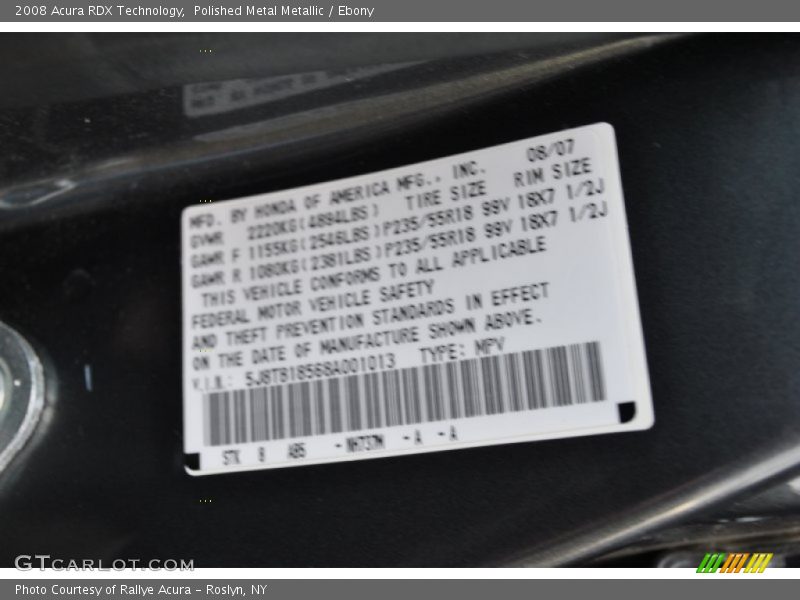 2008 Acura RDX Technology,  Polished Metal Metallic / Ebony
MFD. BY HONDA OF AMERICA MFG., INC. 08/07
GVWR 2220KG(4894LBS) TIRE SIZE RIM SIZE
GAWR F 1155KG(2546LBS)P235/55R18 99V 18X7 1/2J
GAWR R 1080KG(2381LBS)P235/55R18 99V 18X7 1/2J
THIS VEHICLE CONFORMS TO ALL APPLICABLE
FEDERAL MOTOR VEHICLE SAFETY
AND THEFT PREVENTION STANDARDS IN EFFECT
ON THE DATE OF MANUFACTURE SHOWN ABOVE.
V.I.N.: 5J8TB18568A001013 TYPE: MPV
STK 8 AB5 -NH737M -A -A
GTCARLOT.COM
Photo Courtesy of Rallye Acura – Roslyn, NY